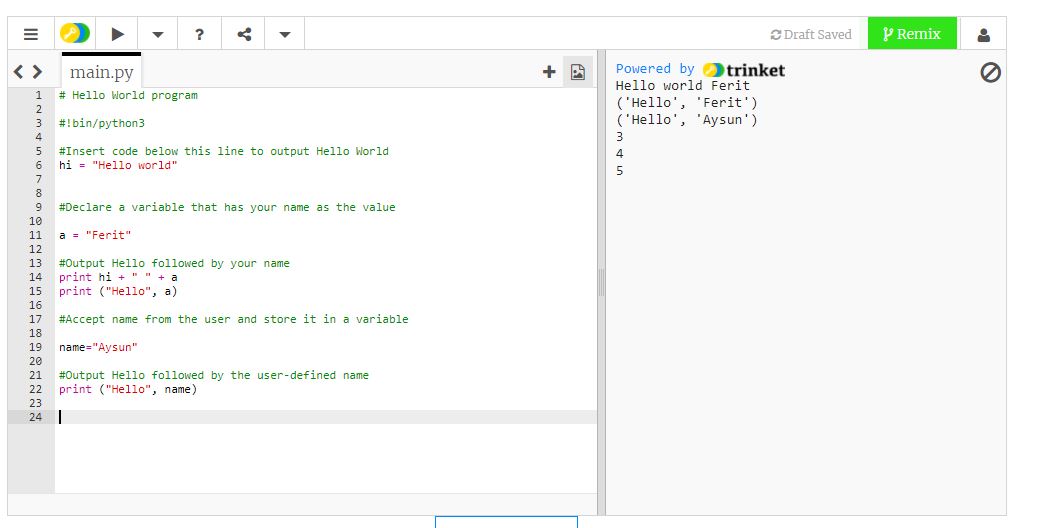 ?
Draft Saved
Remix
main.py
1 # Hello World program
2
3 #!bin/python3
4
5 #Insert code below this line to output Hello World
6 hi = "Hello world"
7
8
9 #Declare a variable that has your name as the value
10
11 a = "Ferit"
12
13 #Output Hello followed by your name
14 print hi + " " + a
15 print ("Hello", a)
16
17 #Accept name from the user and store it in a variable
18
19 name="Aysun"
20
21 #Output Hello followed by the user-defined name
22 print ("Hello", name)
23
24
Powered by trinket
Hello world Ferit
('Hello', 'Ferit')
('Hello', 'Aysun')
3
4
5